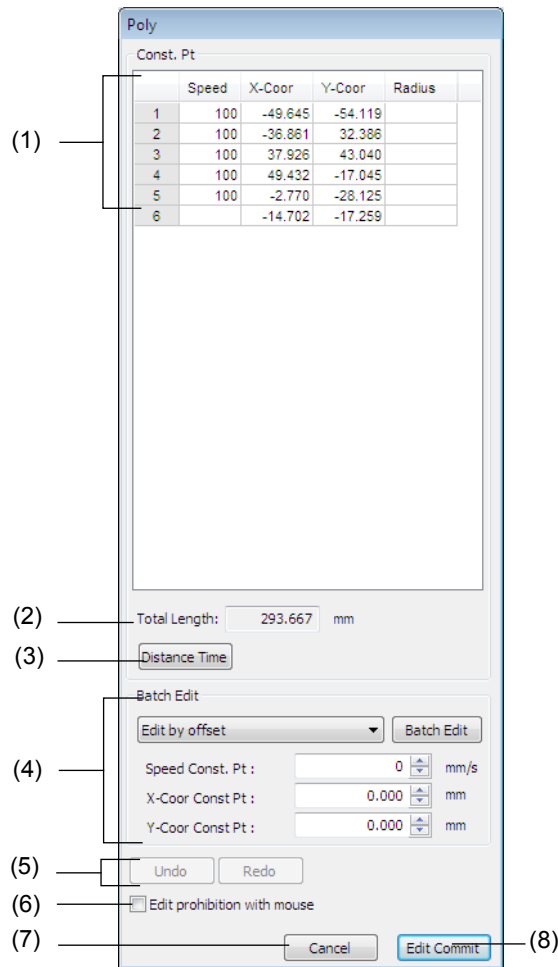 Poly
Const. Pt
Speed X-Coor Y-Coor Radius
1 100 -49.645 -54.119
(1)
2 100 -36.861 32.386
3 100 37.926 43.040
4 100 49.432 -17.045
5 100 -2.770 -28.125
6 -14.702 -17.259
(2) Total Length: 293.667 mm
(3) Distance Time
Batch Edit
Edit by offset Batch Edit
(4) Speed Const. Pt : 0 mm/s
X-Coor Const Pt : 0.000 mm
Y-Coor Const Pt : 0.000 mm
(5) Undo Redo
(6) Edit prohibition with mouse
(7) Cancel Edit Commit (8)